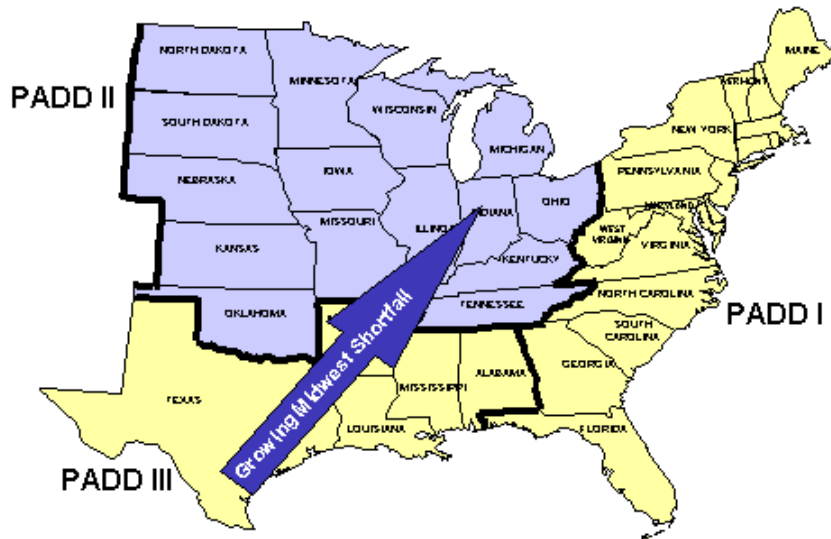 MAINE
NORTH DAKOTA
MINNESOTA
VERMONT
PADD II
WISCONSIN
SOUTH DAKOTA
NEW YORK
MICHIGAN
IOWA
PENNSYLVANIA
NEBRASKA
OHIO
MARYLAND
MISSOURI
WEST
VIRGINIA
VIRGINIA
KANSAS
KENTUCKY
NORTH CAROLINA
TENNESSEE
OKLAHOMA
PADD I
SOUTH
CAROLINA
GEORGIA
ALABAMA
MISSISSIPPI
TEXAS
LOUISIANA
FLORIDA
Growing Midwest Shortfall
PADD III